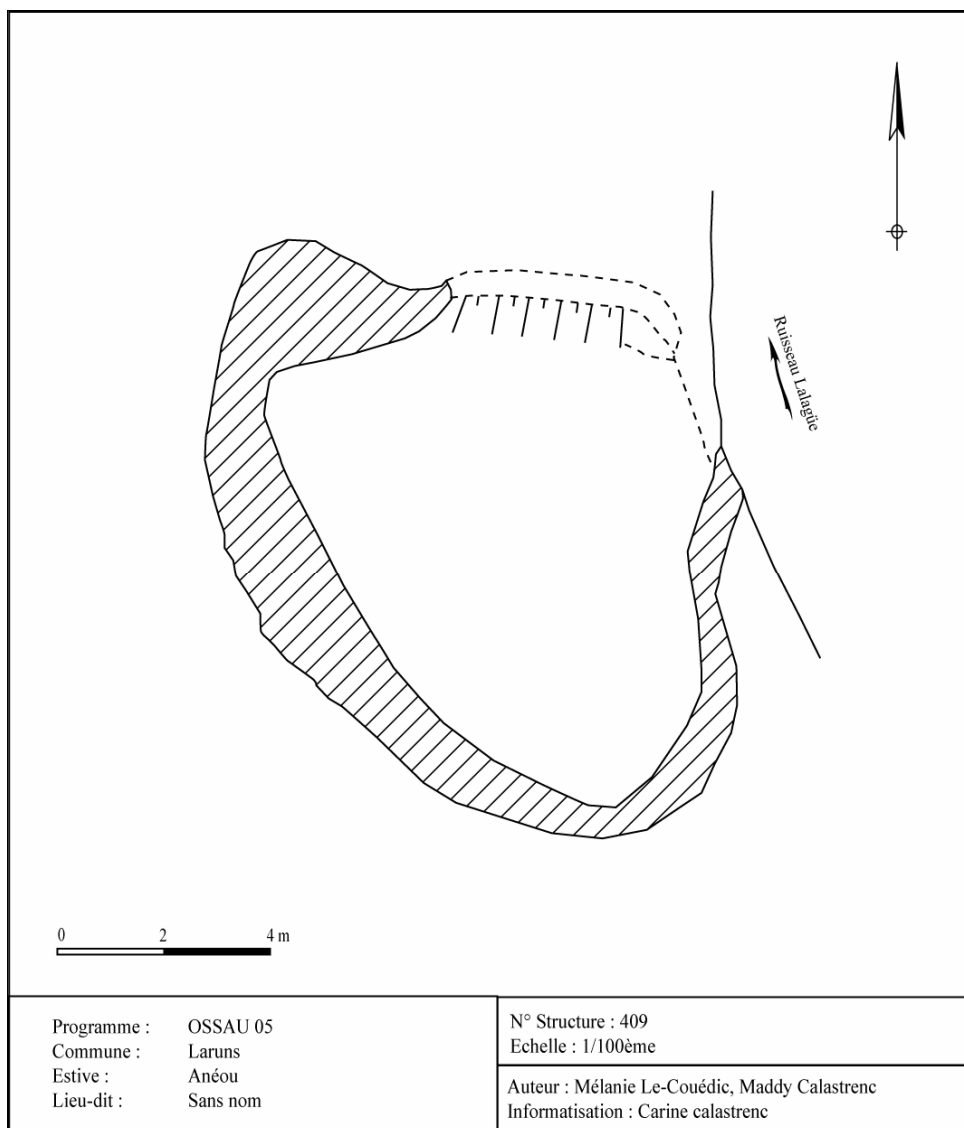 Ruisseau Lalagüe
0 2 4 m
Programme : OSSAU 05
Commune : Laruns
Estive : Anéou
Lieu-dit : Sans nom
N° Structure : 409
Echelle : 1/100ème
Auteur : Mélanie Le-Couédic, Maddy Calastrenc
Informatisation : Carine calastrenc